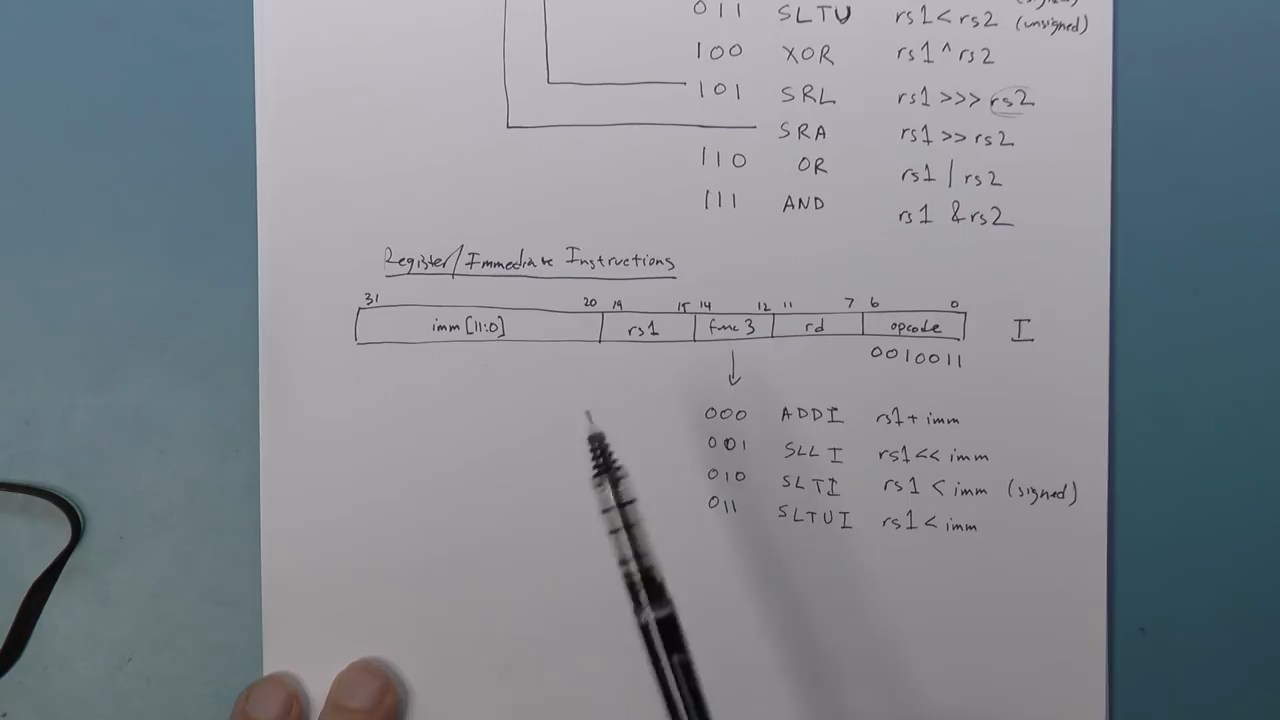 011 SLTU rs1 < rs2 (unsigned)
100 XOR rs1 ^ rs2
101 SRL rs1 >>> rs2
SRA rs1 >> rs2
110 OR rs1 | rs2
111 AND rs1 & rs2
Register/Immediate Instructions
31 20 19 15 14 12 11 7 6 0
imm [11:0] rs1 func3 rd opcode I
0010011
000 ADDI rs1 + imm
001 SLLI rs1 << imm
010 SLTI rs1 < imm (signed)
011 SLTUI rs1 < imm